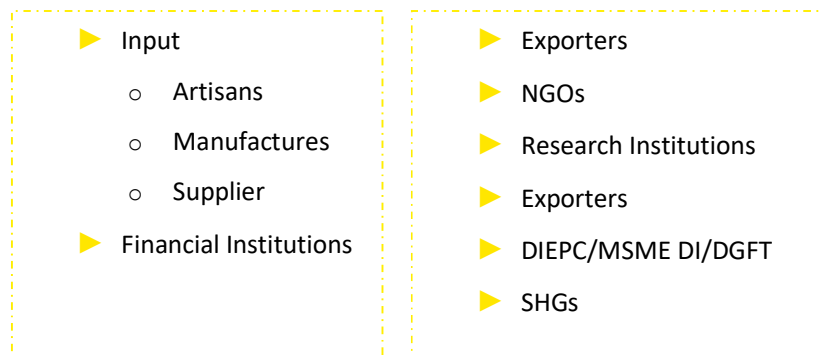 Input
Artisans
Manufactures
Supplier
Financial Institutions
Exporters
NGOs
Research Institutions
Exporters
DIEPC/MSME DI/DGFT
SHGs